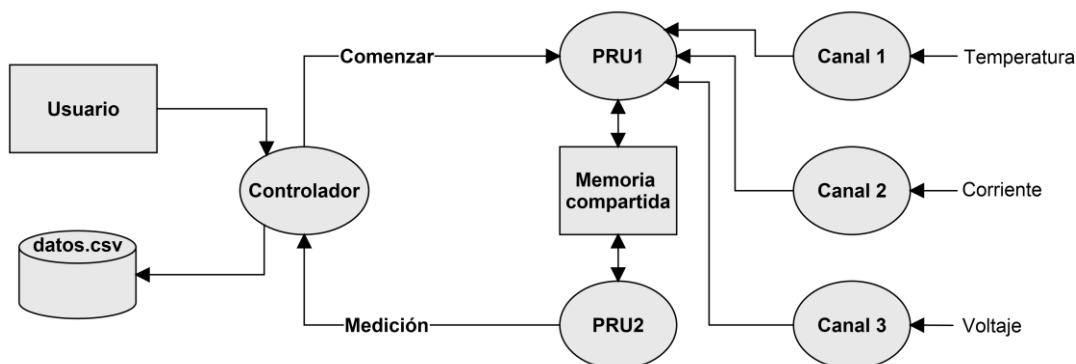 Comenzar
PRU1
Canal 1
Temperatura
Usuario
Controlador
Memoria
compartida
Canal 2
Corriente
datos.csv
Medición
PRU2
Canal 3
Voltaje